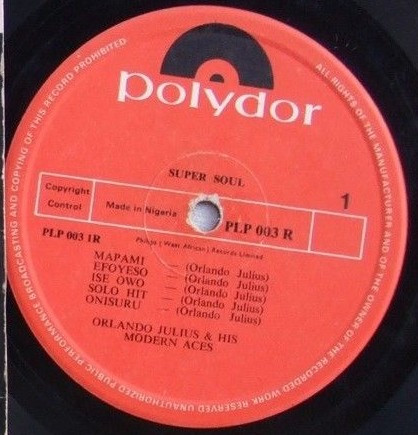 ALL RIGHTS OF THE MANUFACTURER AND OF THE OWNER OF THE RECORDED WORK RESERVED UNAUTHORIZED PUBLIC PERFORMANCE BROADCASTING AND COPYING OF THIS RECORD PROHIBITED
polydor
SUPER SOUL
Copyright
Control
Made in Nigeria
PLP 003 R
1
PLP 003 1R
Philips (West African) Records Limited
MAPAMI — (Orlando Julius)
EFOYESO — (Orlando Julius)
ISE OWO — (Orlando Julius)
SOLO HIT — (Orlando Julius)
ONISURU — (Orlando Julius)
ORLANDO JULIUS & HIS
MODERN ACES